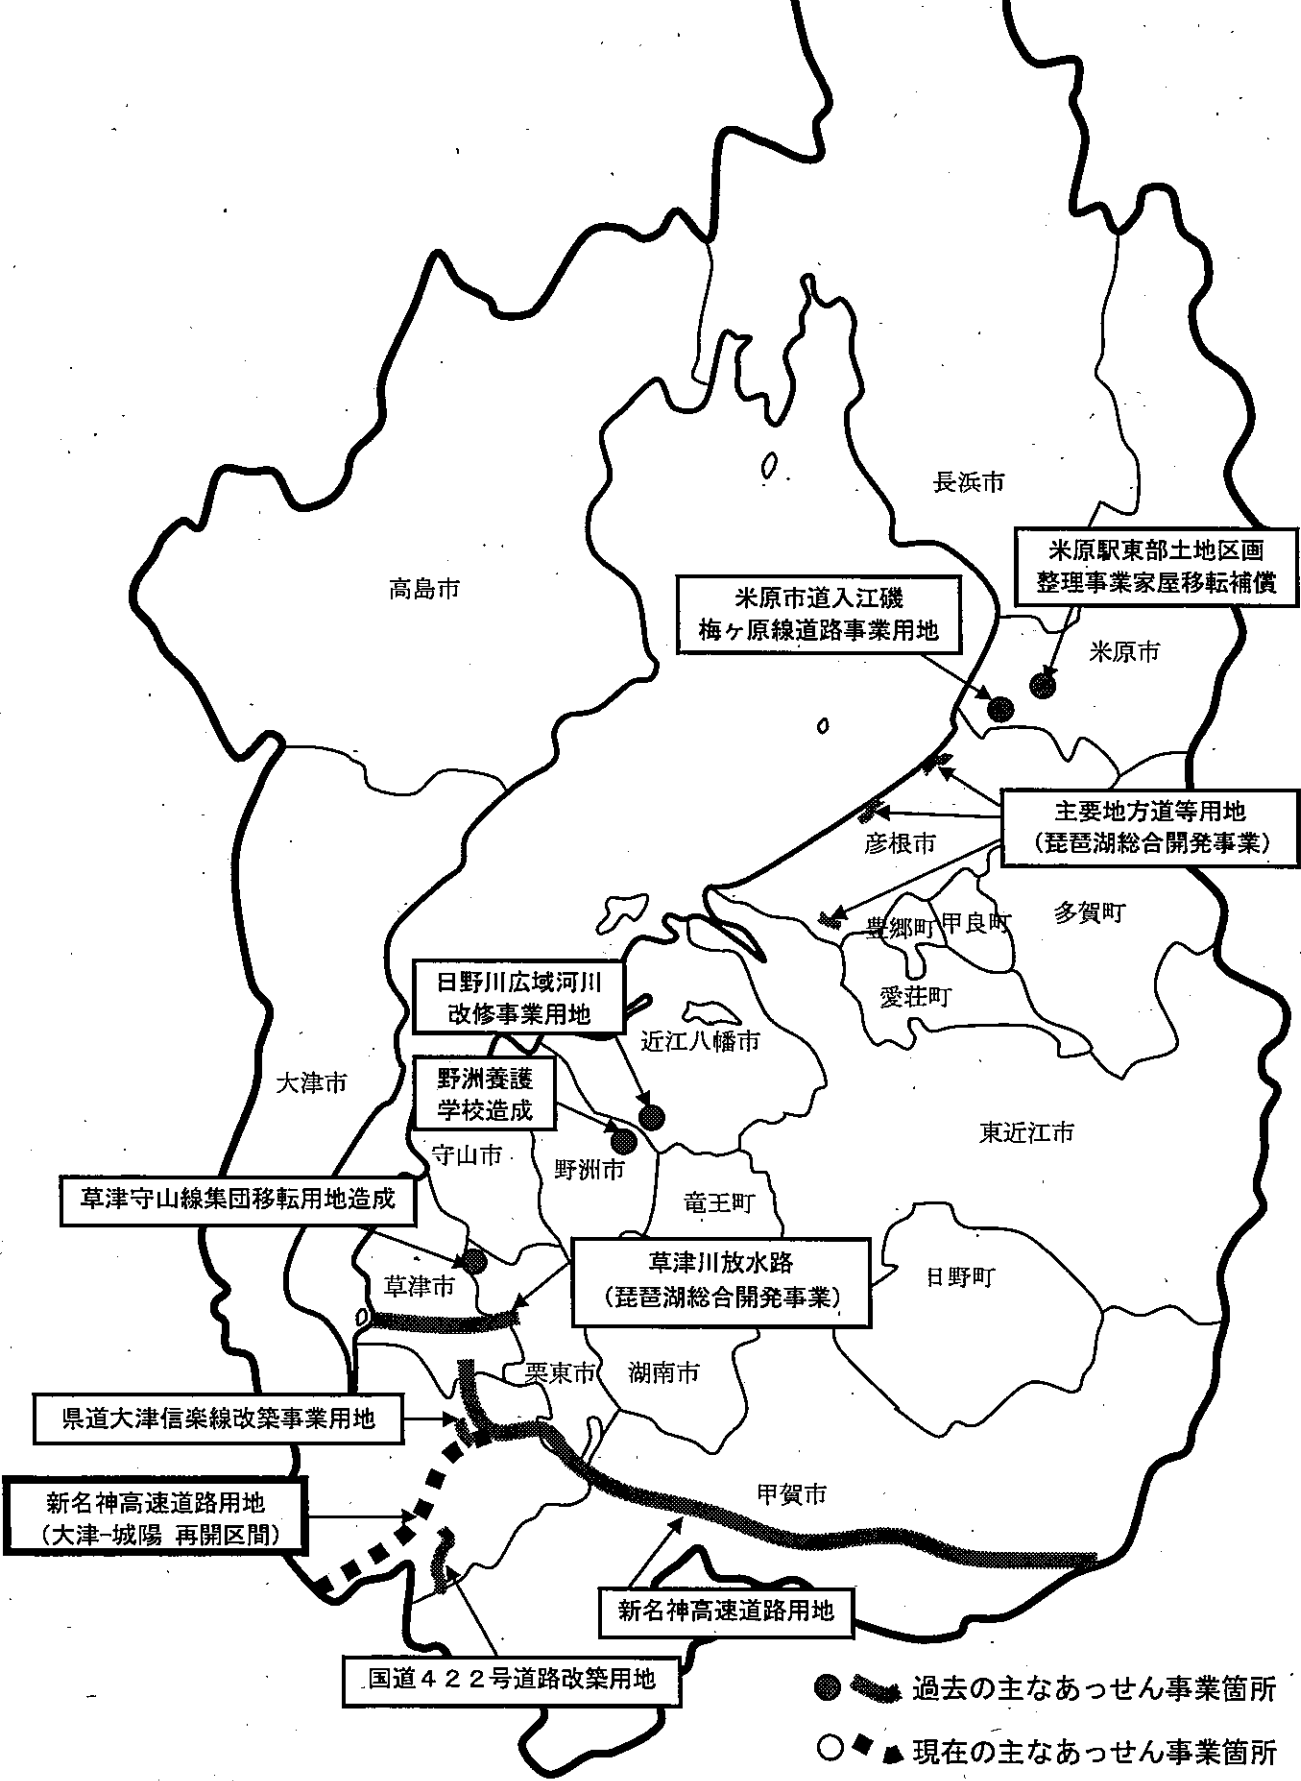 長浜市
米原駅東部土地区画
整理事業家屋移転補償
高島市
米原市道入江磯
梅ヶ原線道路事業用地
米原市
主要地方道等用地
(琵琶湖総合開発事業)
彦根市
多賀町
豊郷町
甲良町
日野川広域河川
改修事業用地
愛荘町
近江八幡市
野洲養護
学校造成
大津市
東近江市
守山市
野洲市
草津守山線集団移転用地造成
竜王町
草津川放水路
(琵琶湖総合開発事業)
草津市
日野町
栗東市
湖南市
県道大津信楽線改築事業用地
新名神高速道路用地
(大津−城陽 再開区間)
甲賀市
新名神高速道路用地
国道422号道路改築用地
過去の主なあっせん事業箇所
現在の主なあっせん事業箇所